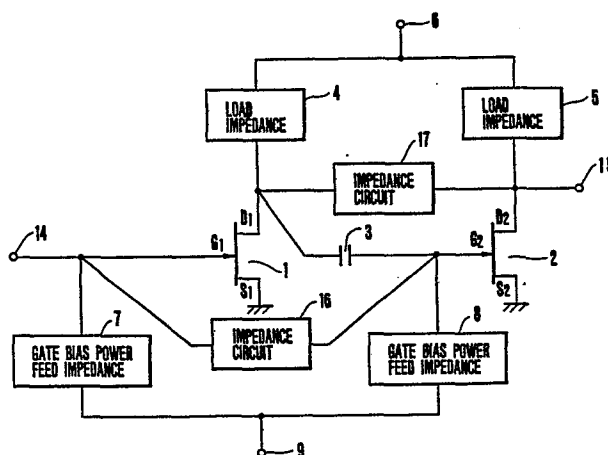 6
4
5
LOAD
IMPEDANCE
LOAD
IMPEDANCE
17
IMPEDANCE
CIRCUIT
D1
D2
14
G1
3
G2
1
2
S1
S2
7
16
8
GATE BIAS POWER
FEED IMPEDANCE
IMPEDANCE
CIRCUIT
GATE BIAS POWER
FEED IMPEDANCE
9